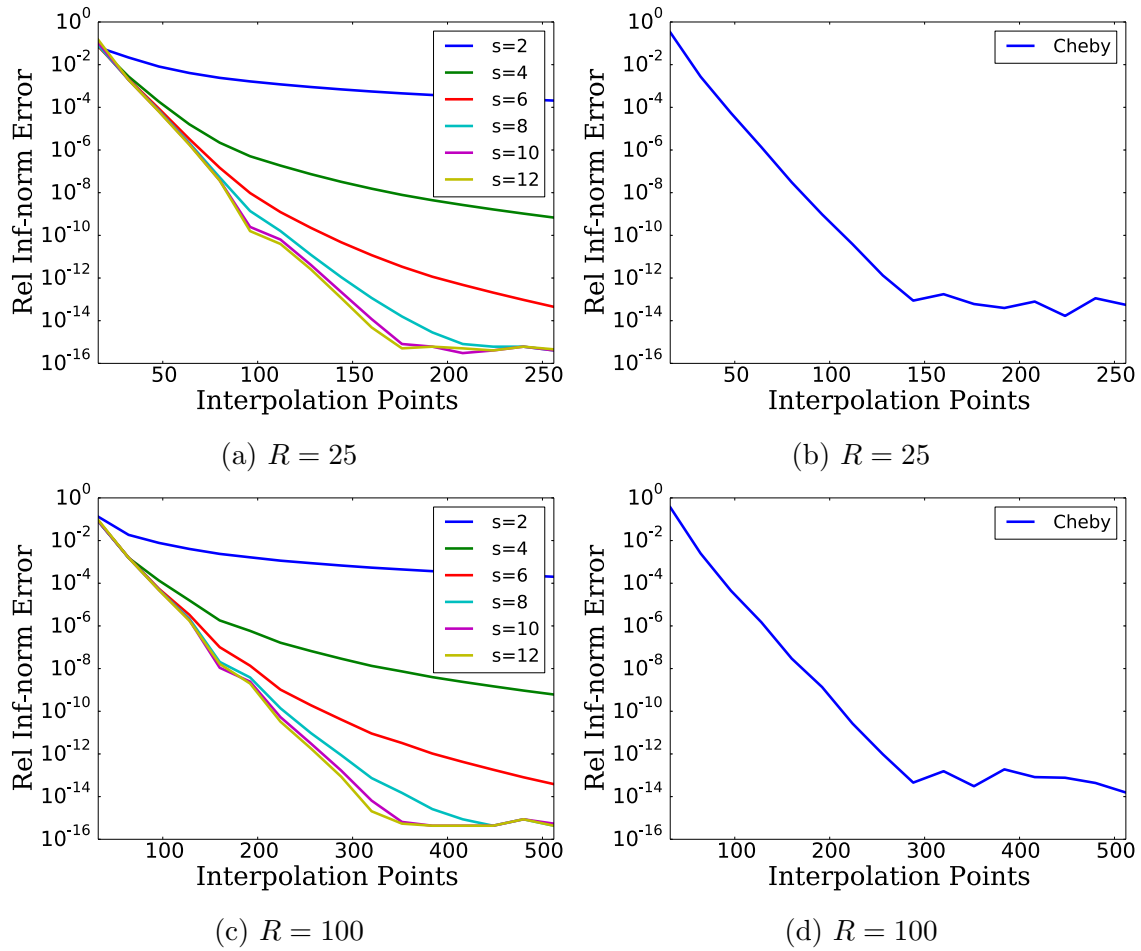 10^0
10^-2
10^-4
10^-6
10^-8
10^-10
10^-12
10^-14
10^-16
Rel Inf-norm Error
s=2
s=4
s=6
s=8
s=10
s=12
50 100 150 200 250
Interpolation Points
(a) R = 25
10^0
10^-2
10^-4
10^-6
10^-8
10^-10
10^-12
10^-14
10^-16
Rel Inf-norm Error
Cheby
50 100 150 200 250
Interpolation Points
(b) R = 25
10^0
10^-2
10^-4
10^-6
10^-8
10^-10
10^-12
10^-14
10^-16
Rel Inf-norm Error
s=2
s=4
s=6
s=8
s=10
s=12
100 200 300 400 500
Interpolation Points
(c) R = 100
10^0
10^-2
10^-4
10^-6
10^-8
10^-10
10^-12
10^-14
10^-16
Rel Inf-norm Error
Cheby
100 200 300 400 500
Interpolation Points
(d) R = 100